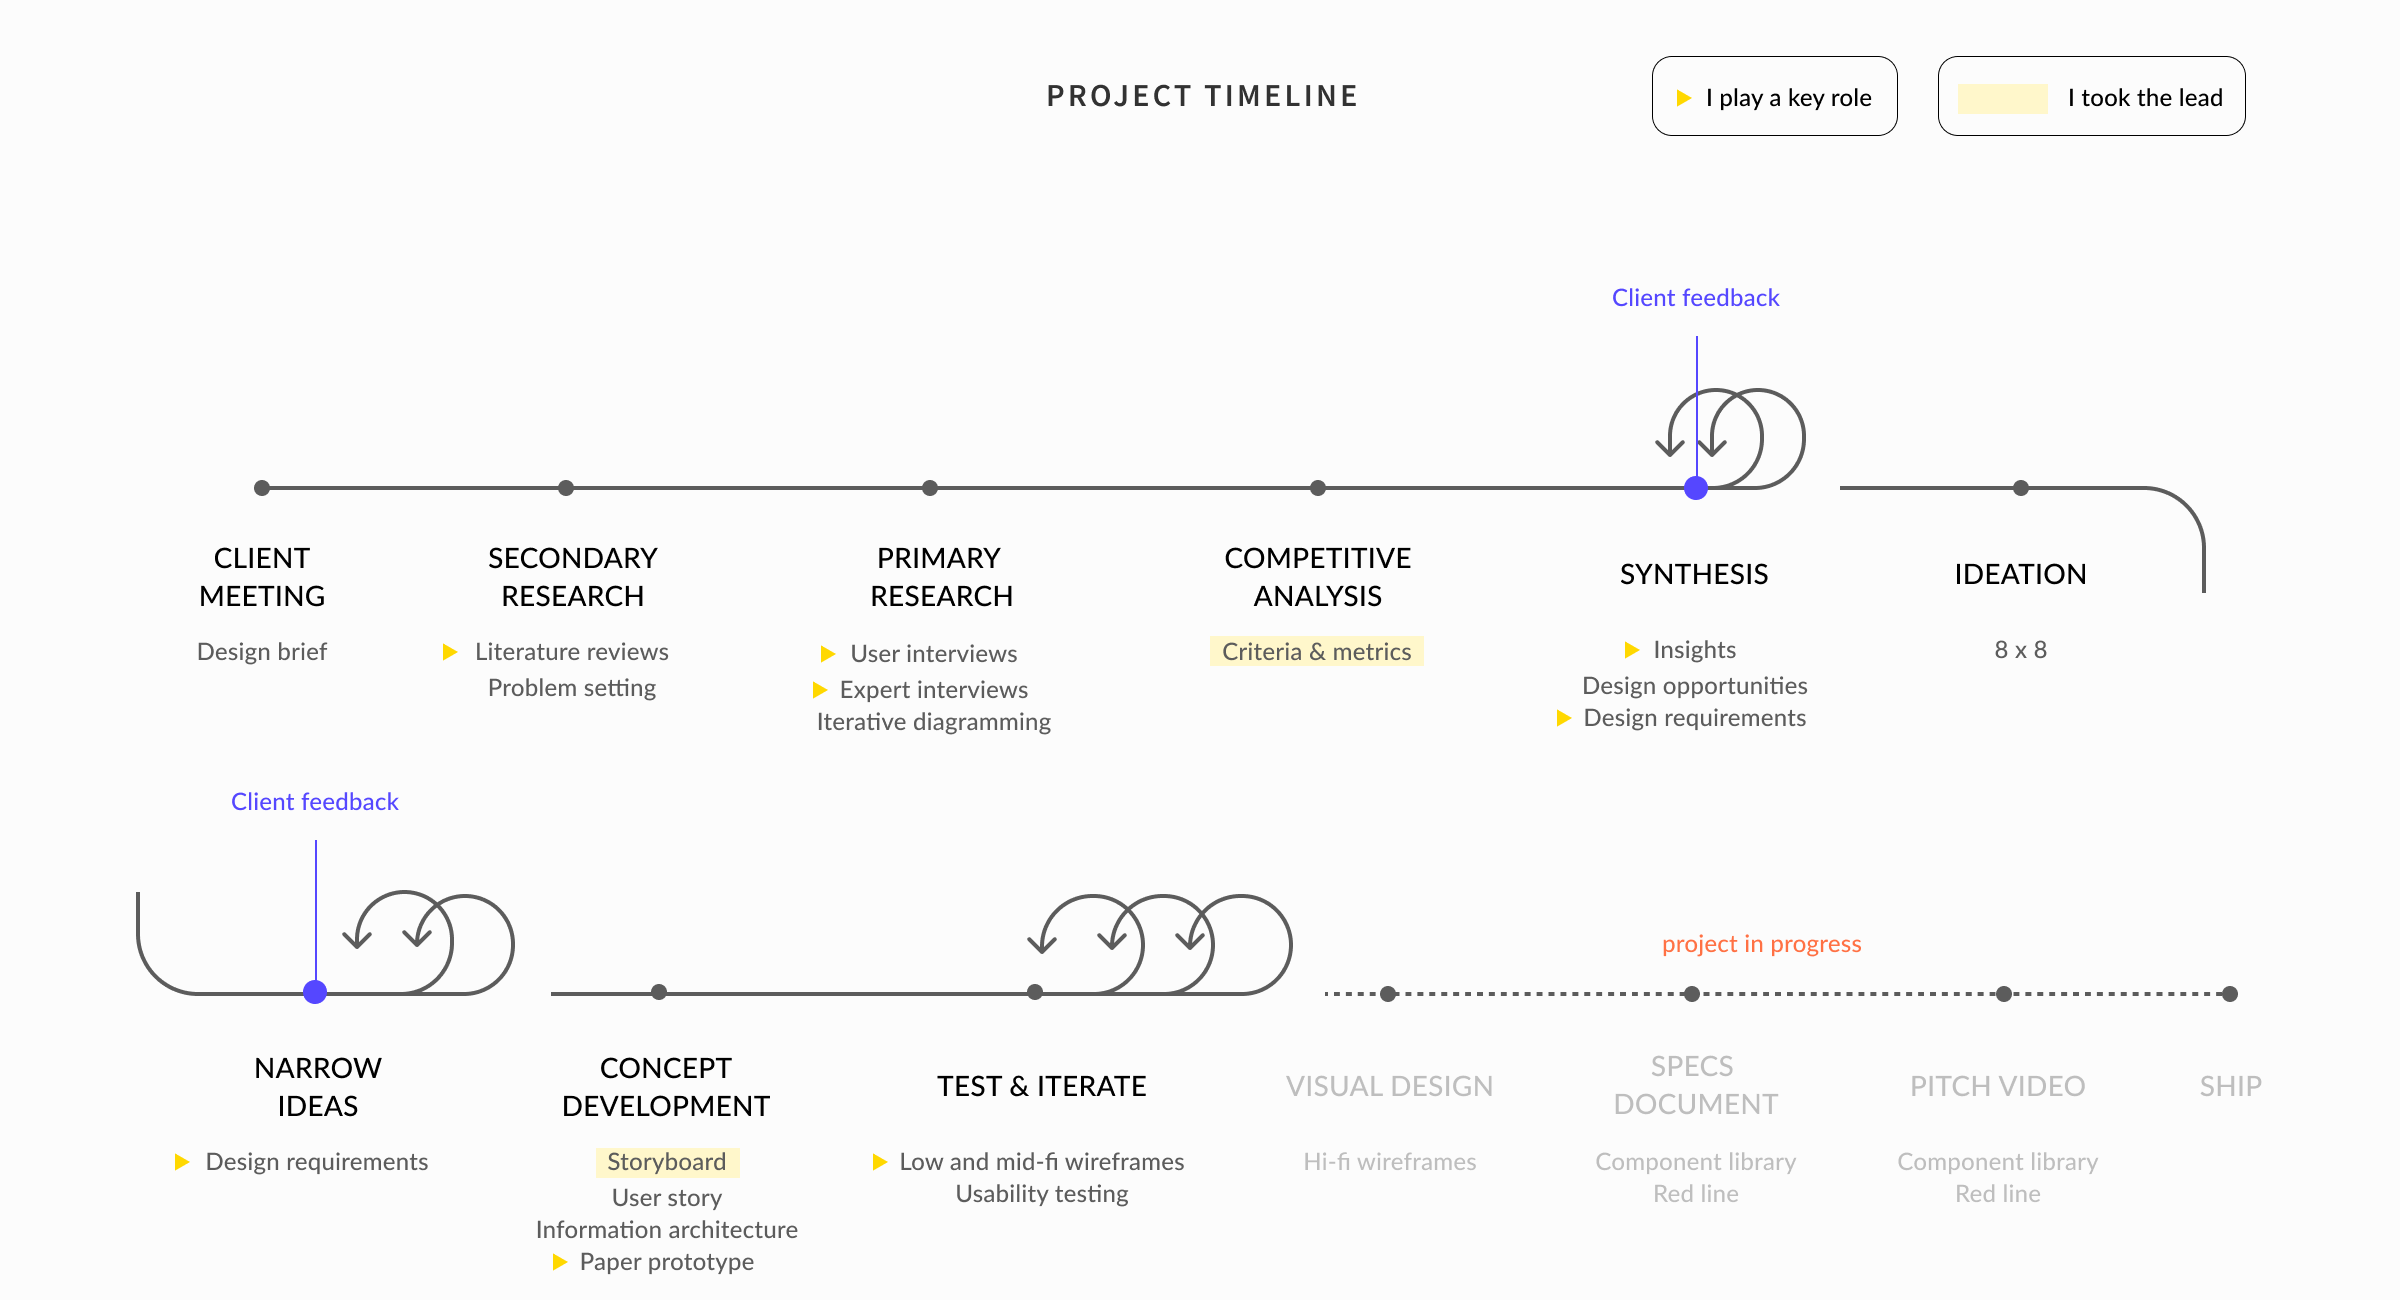 PROJECT TIMELINE
I play a key role
I took the lead
Client feedback
CLIENT
MEETING
Design brief
SECONDARY
RESEARCH
Literature reviews
Problem setting
PRIMARY
RESEARCH
User interviews
Expert interviews
Iterative diagramming
COMPETITIVE
ANALYSIS
Criteria & metrics
SYNTHESIS
Insights
Design opportunities
Design requirements
IDEATION
8 x 8
Client feedback
project in progress
NARROW
IDEAS
Design requirements
CONCEPT
DEVELOPMENT
Storyboard
User story
Information architecture
Paper prototype
TEST & ITERATE
Low and mid-fi wireframes
Usability testing
VISUAL DESIGN
Hi-fi wireframes
SPECS
DOCUMENT
Component library
Red line
PITCH VIDEO
Component library
Red line
SHIP